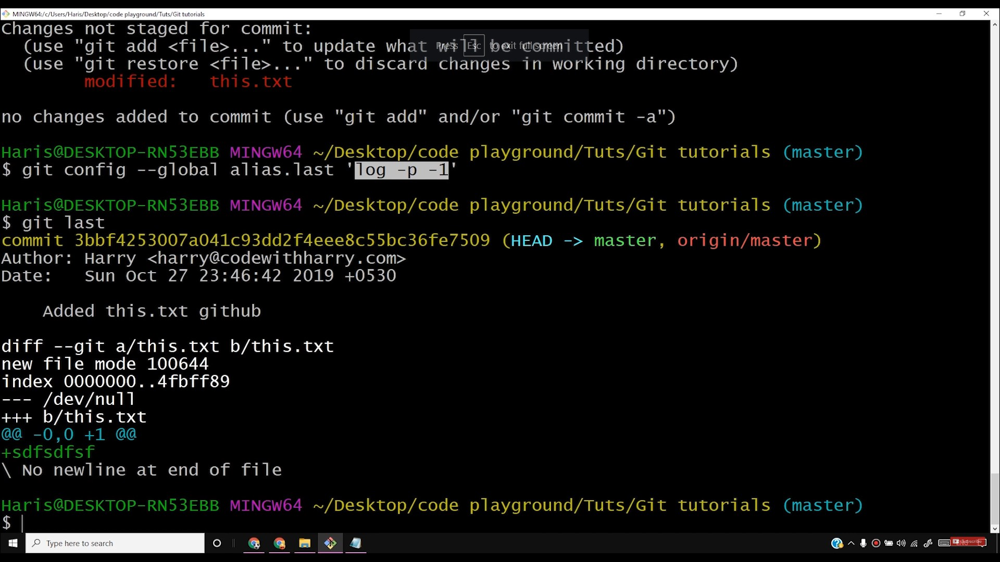 MINGW64:/c/Users/Haris/Desktop/code playground/Tuts/Git tutorials
Changes not staged for commit:
(use "git add <file>..." to update what will be committed)
Press Esc to exit full screen
(use "git restore <file>..." to discard changes in working directory)
modified: this.txt
no changes added to commit (use "git add" and/or "git commit -a")
Haris@DESKTOP-RN53EBB MINGW64 ~/Desktop/code playground/Tuts/Git tutorials (master)
$ git config --global alias.last 'log -p -1'
Haris@DESKTOP-RN53EBB MINGW64 ~/Desktop/code playground/Tuts/Git tutorials (master)
$ git last
commit 3bbf4253007a041c93dd2f4eee8c55bc36fe7509 (HEAD -> master, origin/master)
Author: Harry <harry@codewithharry.com>
Date: Sun Oct 27 23:46:42 2019 +0530
Added this.txt github
diff --git a/this.txt b/this.txt
new file mode 100644
index 0000000..4fbff89
--- /dev/null
+++ b/this.txt
@@ -0,0 +1 @@
+sdfsdfsf
\ No newline at end of file
Haris@DESKTOP-RN53EBB MINGW64 ~/Desktop/code playground/Tuts/Git tutorials (master)
$
Type here to search
Subscribe